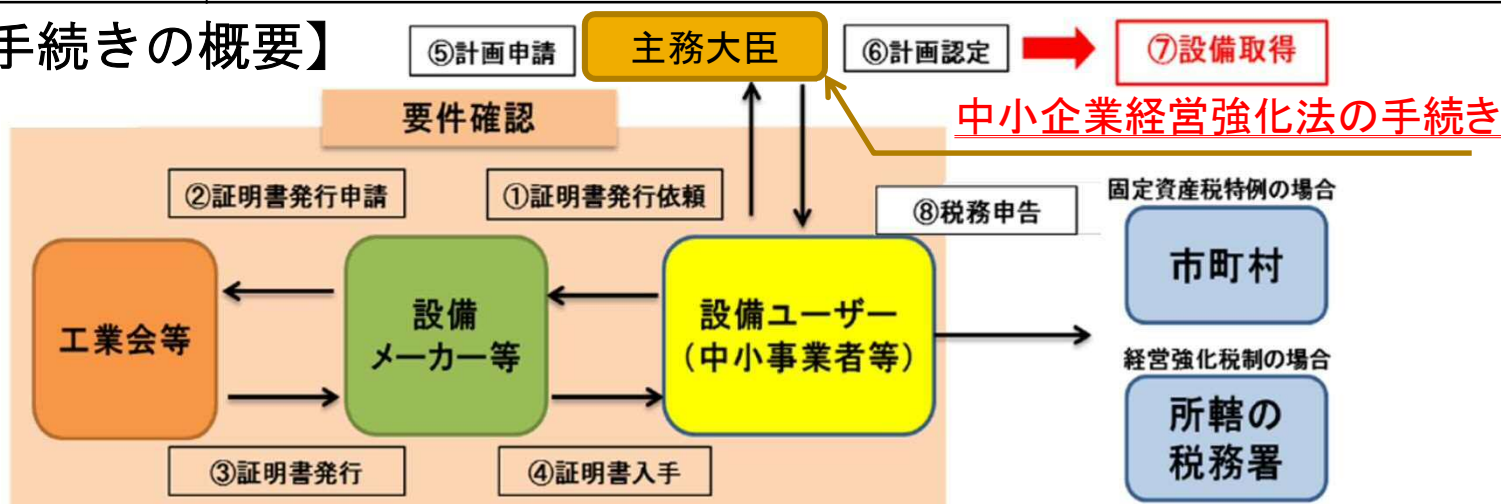 手続きの概要】
⑤計画申請
主務大臣
⑥計画認定
⑦設備取得
要件確認
中小企業経営強化法の手続き
②証明書発行申請
①証明書発行依頼
⑧税務申告
固定資産税特例の場合
市町村
工業会等
設備
メーカー等
設備ユーザー
（中小事業者等）
経営強化税制の場合
所轄の
税務署
③証明書発行
④証明書入手